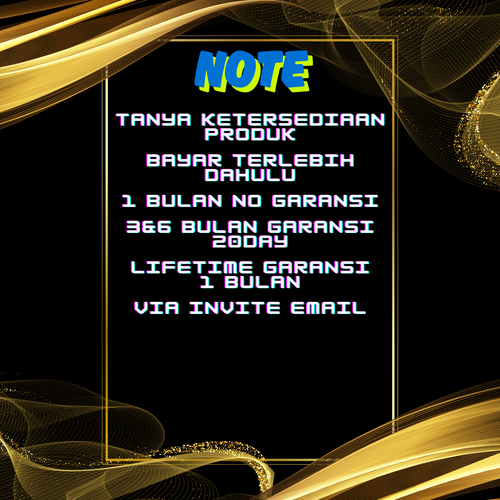 NOTE
TANYA KETERSEDIAAN
PRODUK
BAYAR TERLEBIH
DAHULU
1 BULAN NO GARANSI
3&6 BULAN GARANSI
20DAY
LIFETIME GARANSI
1 BULAN
VIA INVITE EMAIL